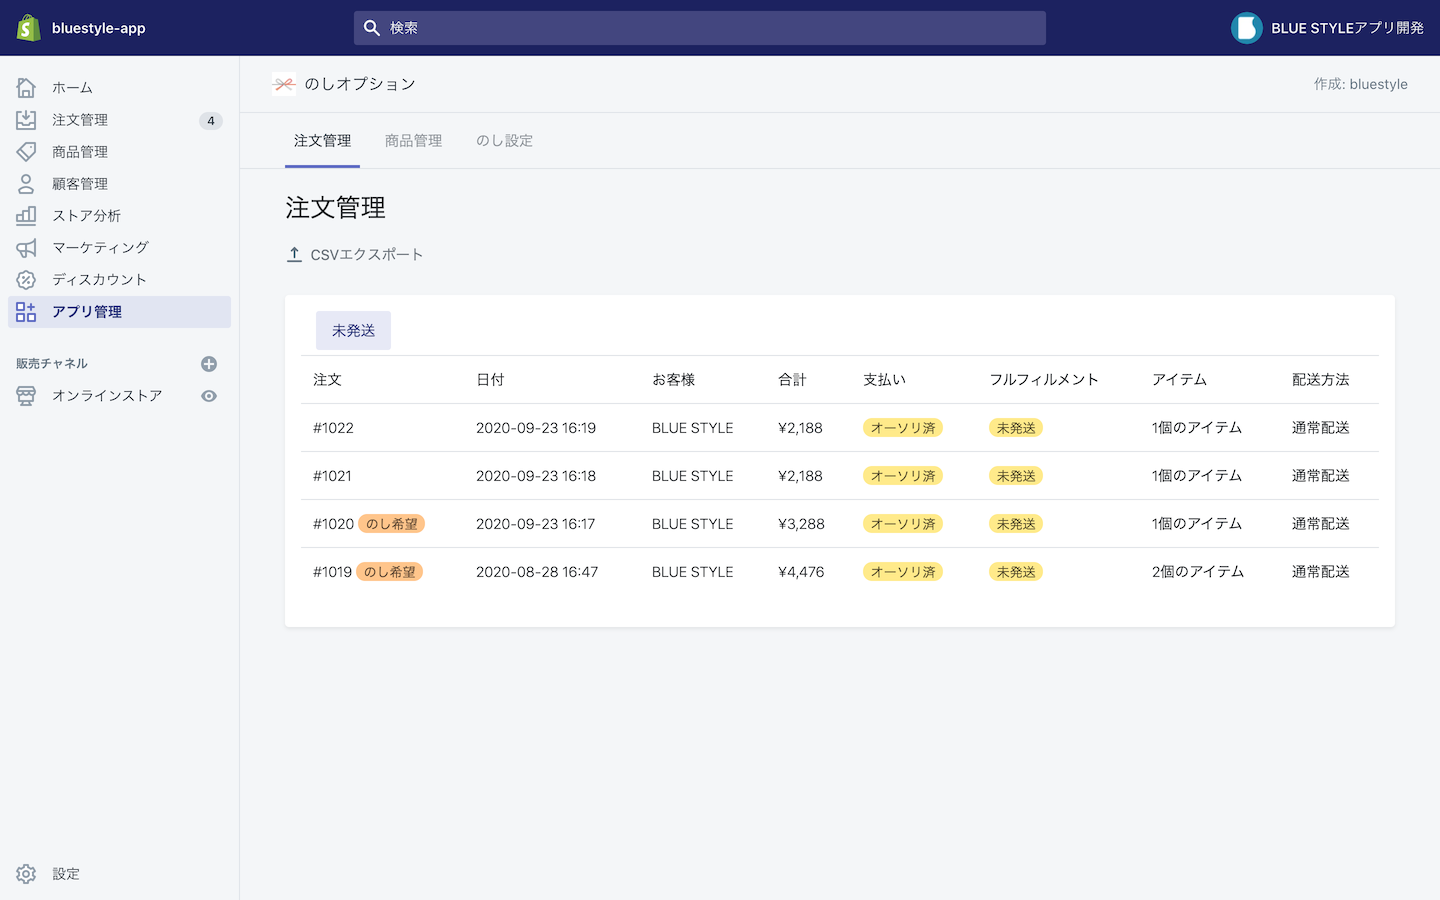 bluestyle-app
検索
BLUE STYLEアプリ開発
ホーム
注文管理 4
商品管理
顧客管理
ストア分析
マーケティング
ディスカウント
アプリ管理
販売チャネル
オンラインストア
設定
のしオプション
作成: bluestyle
注文管理 商品管理 のし設定
注文管理
CSVエクスポート
未発送
注文 日付 お客様 合計 支払い フルフィルメント アイテム 配送方法
#1022 2020-09-23 16:19 BLUE STYLE ¥2,188 オーソリ済 未発送 1個のアイテム 通常配送
#1021 2020-09-23 16:18 BLUE STYLE ¥2,188 オーソリ済 未発送 1個のアイテム 通常配送
#1020 のし希望 2020-09-23 16:17 BLUE STYLE ¥3,288 オーソリ済 未発送 1個のアイテム 通常配送
#1019 のし希望 2020-08-28 16:47 BLUE STYLE ¥4,476 オーソリ済 未発送 2個のアイテム 通常配送